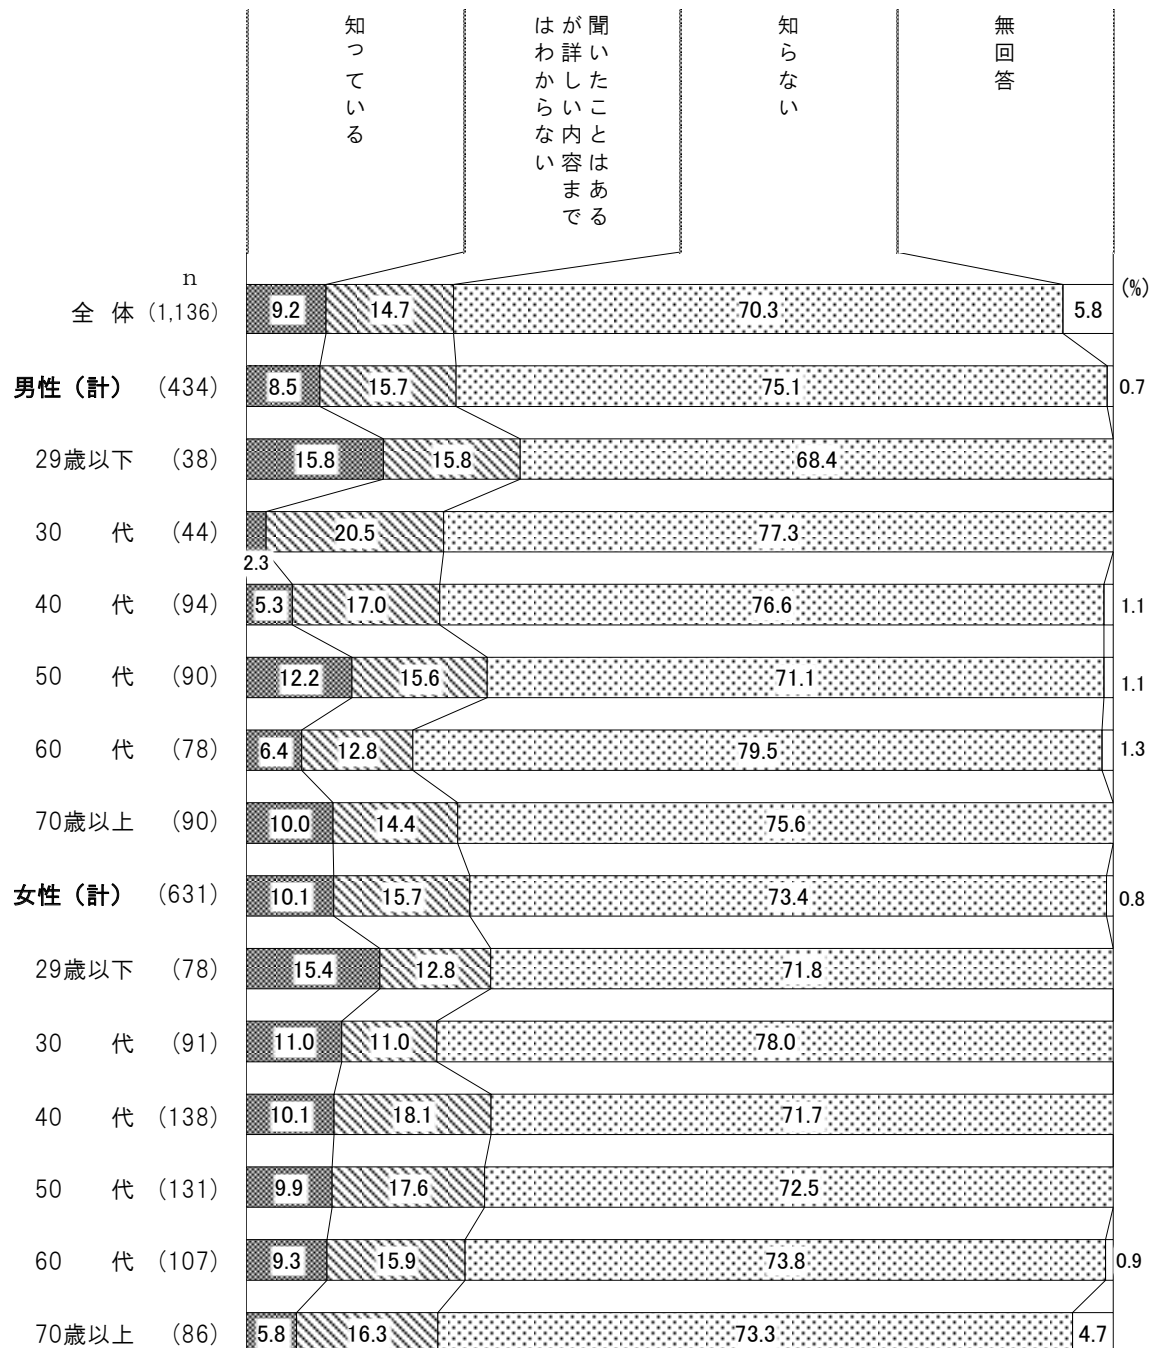 知っている
聞いたことはある
が詳しい内容まで
はわからない
知らない
無回答
n
(%)
全 体 (1,136) 9.2 14.7 70.3 5.8
男性（計） (434) 8.5 15.7 75.1 0.7
29歳以下 (38) 15.8 15.8 68.4
30 代 (44) 2.3 20.5 77.3
40 代 (94) 5.3 17.0 76.6 1.1
50 代 (90) 12.2 15.6 71.1 1.1
60 代 (78) 6.4 12.8 79.5 1.3
70歳以上 (90) 10.0 14.4 75.6
女性（計） (631) 10.1 15.7 73.4 0.8
29歳以下 (78) 15.4 12.8 71.8
30 代 (91) 11.0 11.0 78.0
40 代 (138) 10.1 18.1 71.7
50 代 (131) 9.9 17.6 72.5
60 代 (107) 9.3 15.9 73.8 0.9
70歳以上 (86) 5.8 16.3 73.3 4.7